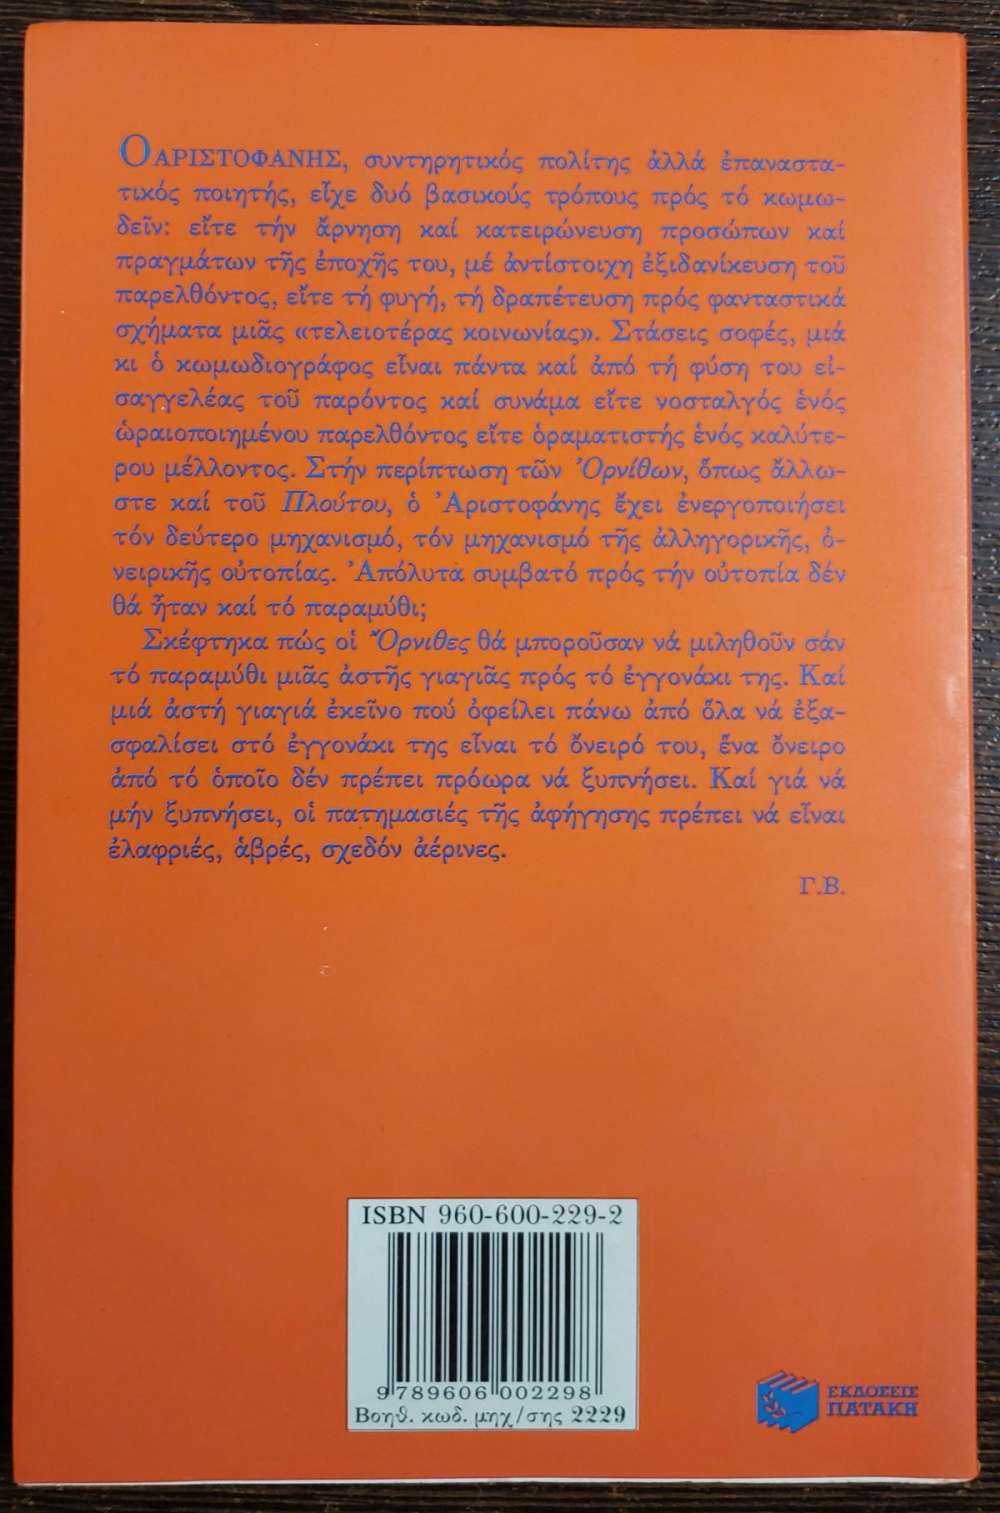 Ο ΑΡΙΣΤΟΦΑΝΗΣ, συντηρητικός πολίτης ἀλλά ἐπαναστα-
τικός ποιητής, εἶχε δυό βασικούς τρόπους πρός τό κωμω-
δεῖν: εἴτε τήν ἄρνηση καί κατειρώνευση προσώπων καί
πραγμάτων τῆς ἐποχῆς του, μέ ἀντίστοιχη ἐξιδανίκευση τοῦ
παρελθόντος, εἴτε τή φυγή, τή δραπέτευση πρός φανταστικά
σχήματα μιᾶς «τελειοτέρας κοινωνίας». Στάσεις σοφές, μιά
κι ὁ κωμωδιογράφος εἶναι πάντα καί ἀπό τή φύση του εἰ-
σαγγελέας τοῦ παρόντος καί συνάμα εἴτε νοσταλγός ἑνός
ὡραιοποιημένου παρελθόντος εἴτε ὁραματιστής ἑνός καλύτε-
ρου μέλλοντος. Στήν περίπτωση τῶν Ὀρνίθων, ὅπως ἄλλω-
στε καί τοῦ Πλούτου, ὁ Ἀριστοφάνης ἔχει ἐνεργοποιήσει
τόν δεύτερο μηχανισμό, τόν μηχανισμό τῆς ἀλληγορικῆς, ὀ-
νειρικῆς οὐτοπίας. Ἀπόλυτα συμβατό πρός τήν οὐτοπία δέν
θά ἦταν καί τό παραμύθι;
Σκέφτηκα πώς οἱ Ὄρνιθες θά μποροῦσαν νά μιληθοῦν σάν
τό παραμύθι μιᾶς ἀστῆς γιαγιᾶς πρός τό ἐγγονάκι της. Καί
μιά ἀστή γιαγιά ἐκεῖνο πού ὀφείλει πάνω ἀπό ὅλα νά ἐξα-
σφαλίσει στό ἐγγονάκι της εἶναι τό ὄνειρό του, ἕνα ὄνειρο
ἀπό τό ὁποῖο δέν πρέπει πρόωρα νά ξυπνήσει. Καί γιά νά
μήν ξυπνήσει, οἱ πατημασιές τῆς ἀφήγησης πρέπει νά εἶναι
ἐλαφριές, ἁβρές, σχεδόν ἀέρινες.
Γ.Β.
ISBN 960-600-229-2
9 789606 002298
Βοηθ. κωδ. μηχ/σης 2229
ΕΚΔΟΣΕΙΣ
ΠΑΤΑΚΗ